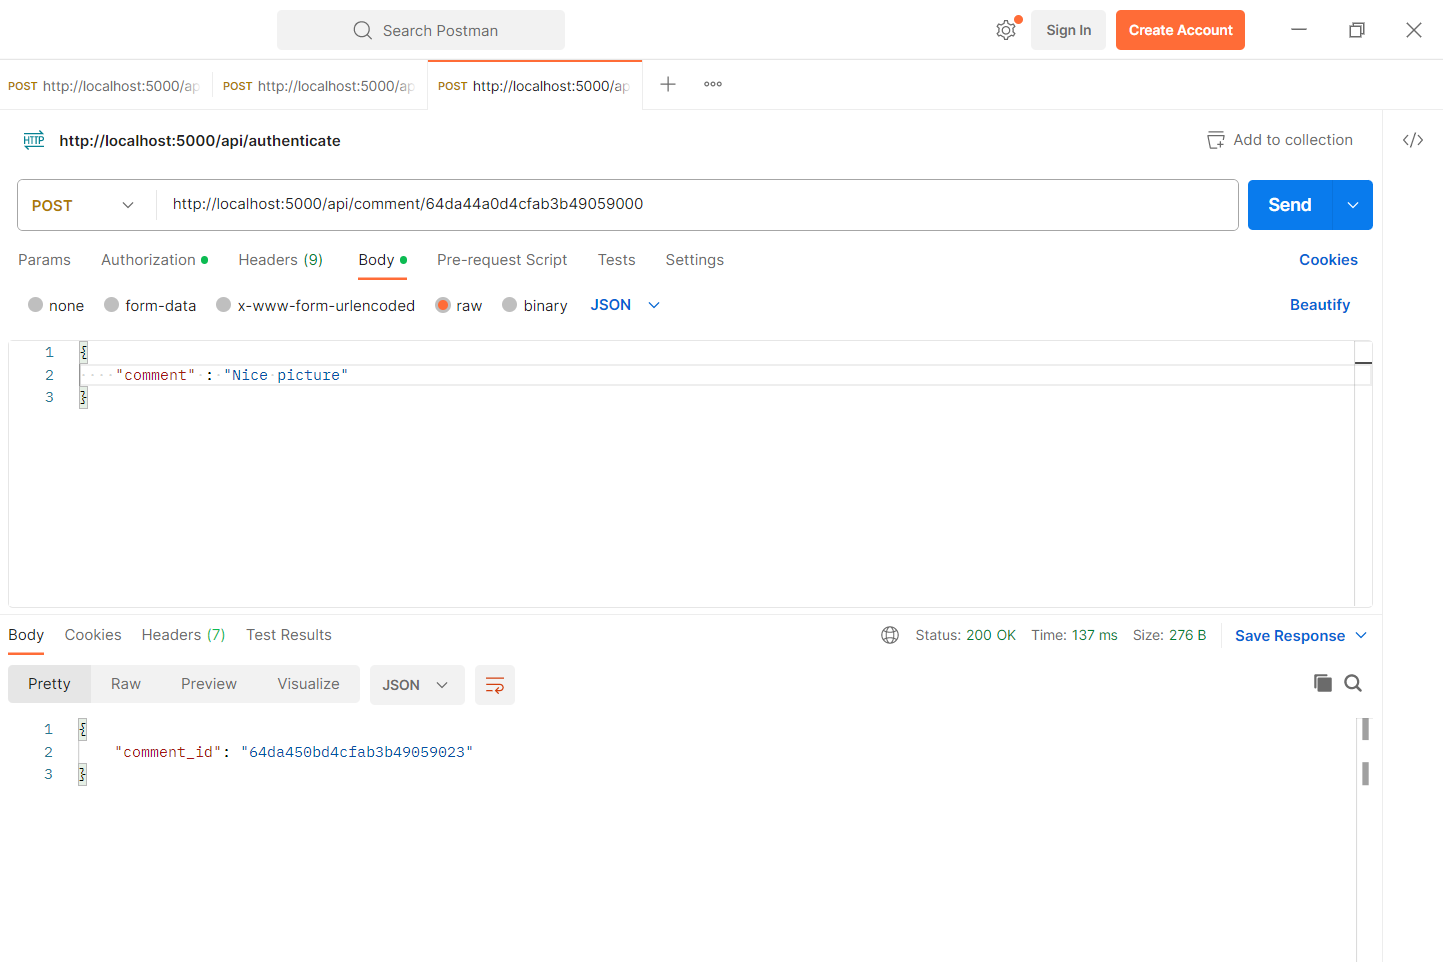 Search Postman
Sign In
Create Account
POST http://localhost:5000/ap
POST http://localhost:5000/ap
POST http://localhost:5000/ap
HTTP http://localhost:5000/api/authenticate
Add to collection
</>
POST
http://localhost:5000/api/comment/64da44a0d4cfab3b49059000
Send
Params Authorization Headers (9) Body Pre-request Script Tests Settings Cookies
none form-data x-www-form-urlencoded raw binary JSON Beautify
1 {
2 "comment" : "Nice picture"
3 }
Body Cookies Headers (7) Test Results
Status: 200 OK Time: 137 ms Size: 276 B Save Response
Pretty Raw Preview Visualize JSON
1 {
2 "comment_id": "64da450bd4cfab3b49059023"
3 }